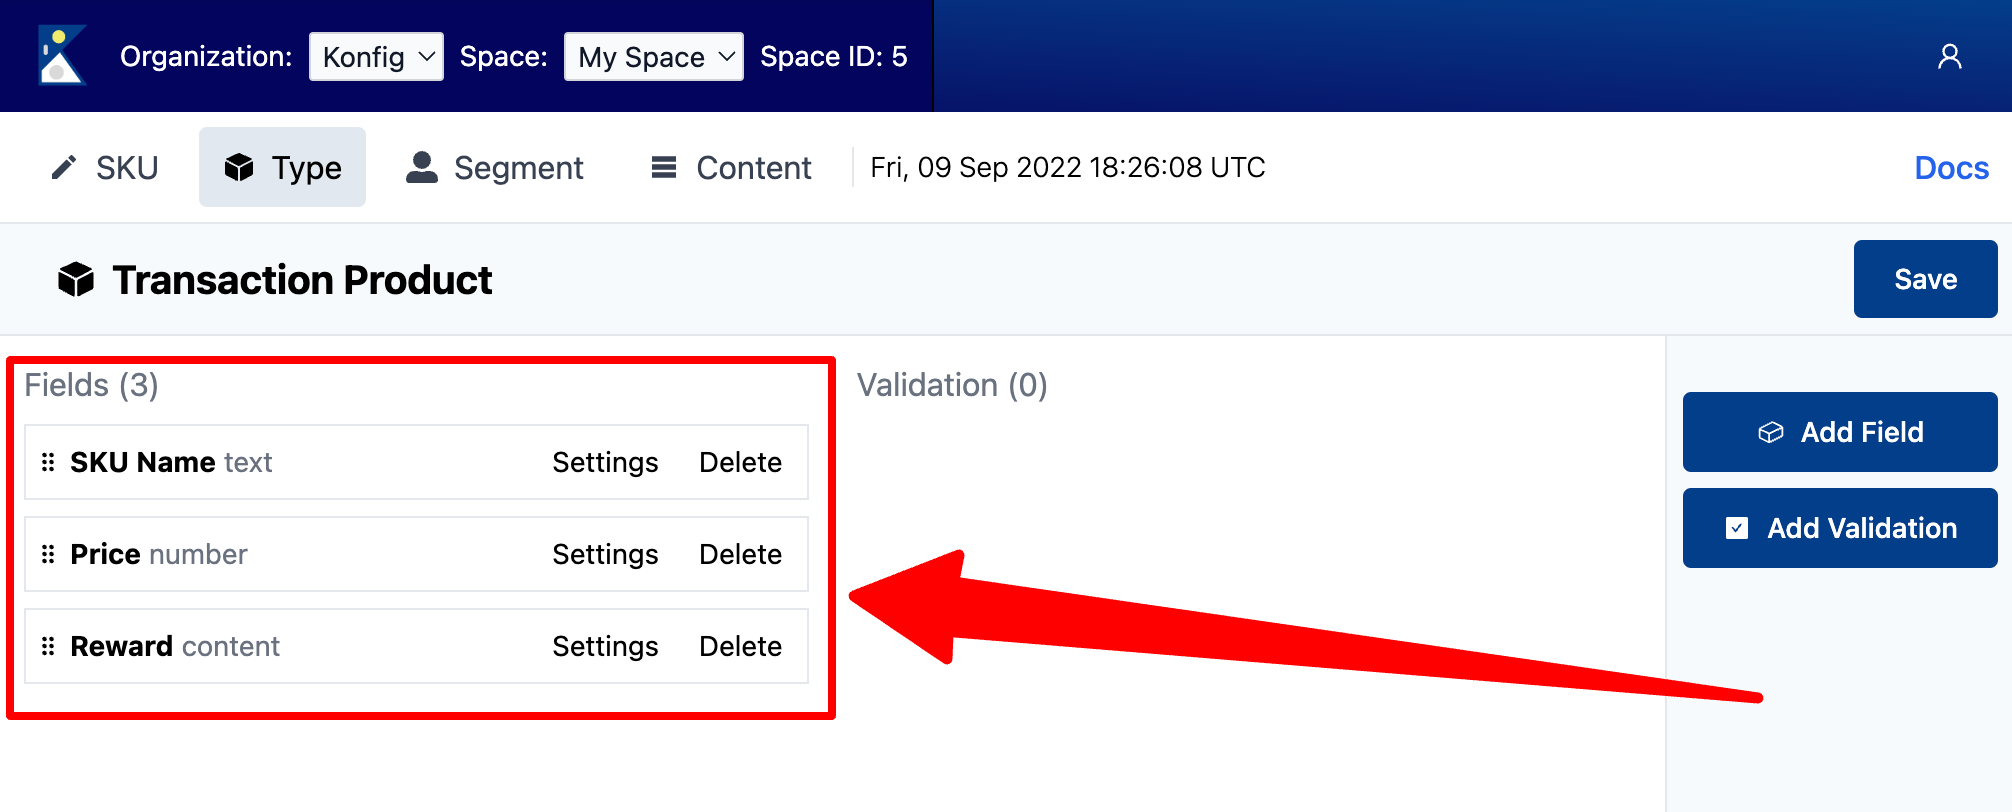 Organization: Konfig Space: My Space Space ID: 5
SKU Type Segment Content Fri, 09 Sep 2022 18:26:08 UTC Docs
Transaction Product Save
Fields (3) Validation (0)
SKU Name text Settings Delete
Price number Settings Delete
Reward content Settings Delete
Add Field
Add Validation